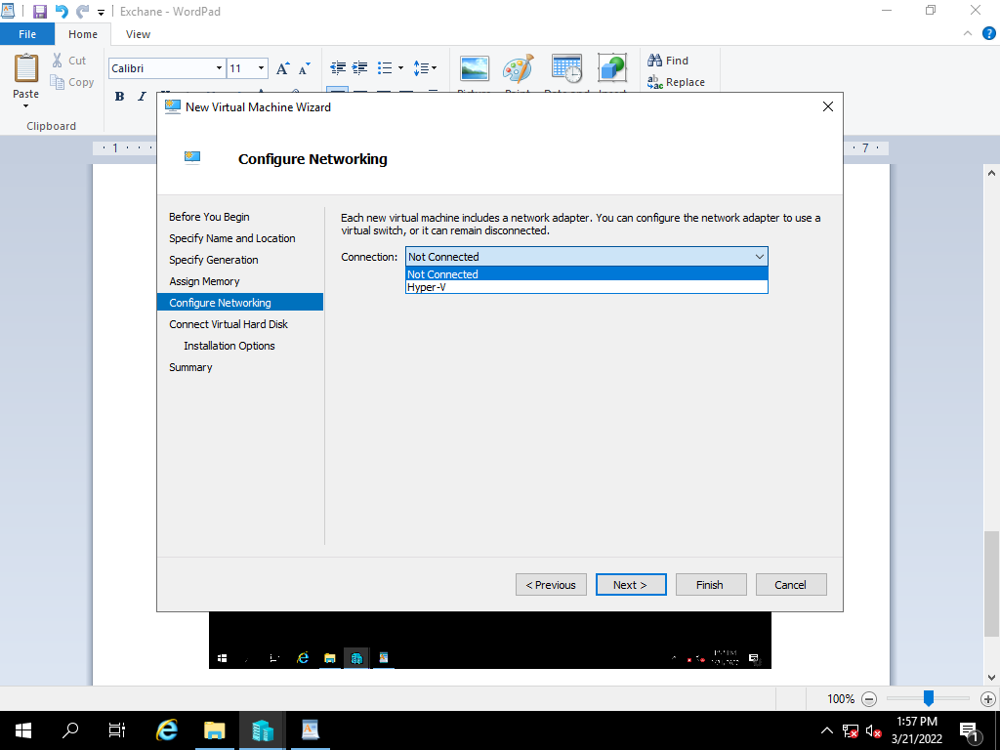 Exchane - WordPad
File
Home
View
Paste
Cut
Copy
Clipboard
Calibri
11
B
I
Find
Replace
1
7
New Virtual Machine Wizard
Configure Networking
Before You Begin
Specify Name and Location
Specify Generation
Assign Memory
Configure Networking
Connect Virtual Hard Disk
Installation Options
Summary
Each new virtual machine includes a network adapter. You can configure the network adapter to use a
virtual switch, or it can remain disconnected.
Connection:
Not Connected
Not Connected
Hyper-V
< Previous
Next >
Finish
Cancel
100%
1:57 PM
3/21/2022
1